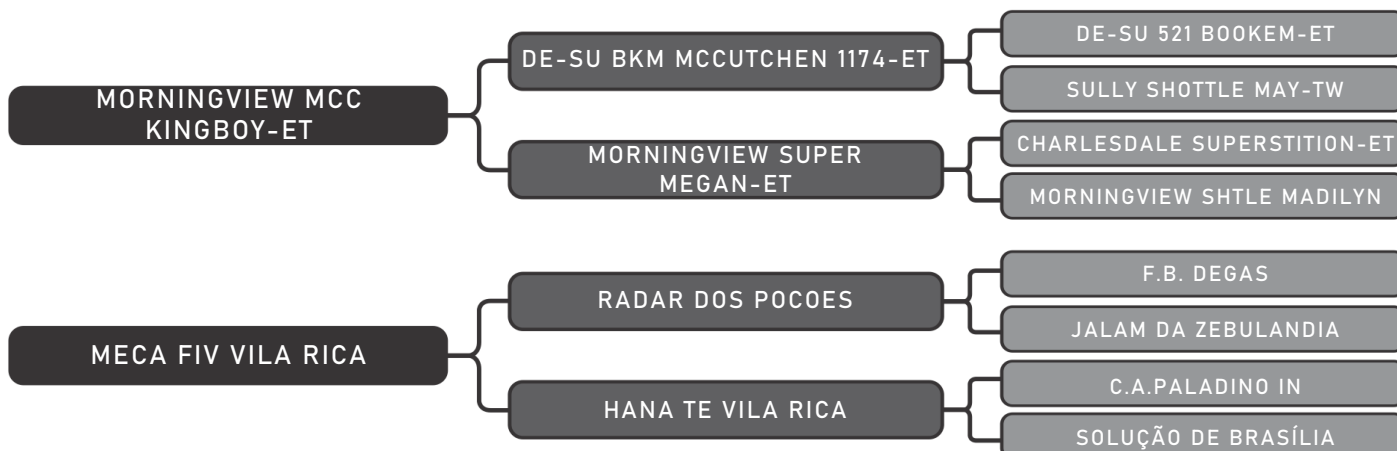 MORNINGVIEW MCC
KINGBOY-ET
DE-SU BKM MCCUTCHEN 1174-ET
DE-SU 521 BOOKEM-ET
SULLY SHOTTLE MAY-TW
MORNINGVIEW SUPER
MEGAN-ET
CHARLESDALE SUPERSTITION-ET
MORNINGVIEW SHTLE MADILYN
MECA FIV VILA RICA
RADAR DOS POCOES
F.B. DEGAS
JALAM DA ZEBULANDIA
HANA TE VILA RICA
C.A.PALADINO IN
SOLUÇÃO DE BRASÍLIA